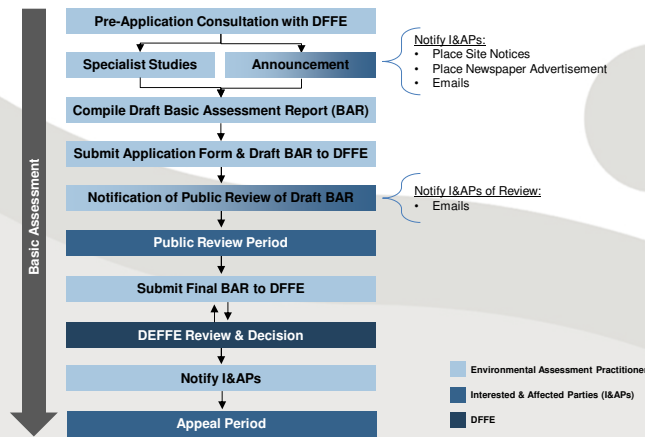 Pre-Application Consultation with DFFE
Specialist Studies
Announcement
Notify I&APs:
• Place Site Notices
• Place Newspaper Advertisement
• Emails
Compile Draft Basic Assessment Report (BAR)
Submit Application Form & Draft BAR to DFFE
Notification of Public Review of Draft BAR
Notify I&APs of Review:
• Emails
Public Review Period
Submit Final BAR to DFFE
DEFFE Review & Decision
Notify I&APs
Appeal Period
Basic Assessment
Environmental Assessment Practitioner
Interested & Affected Parties (I&APs)
DFFE